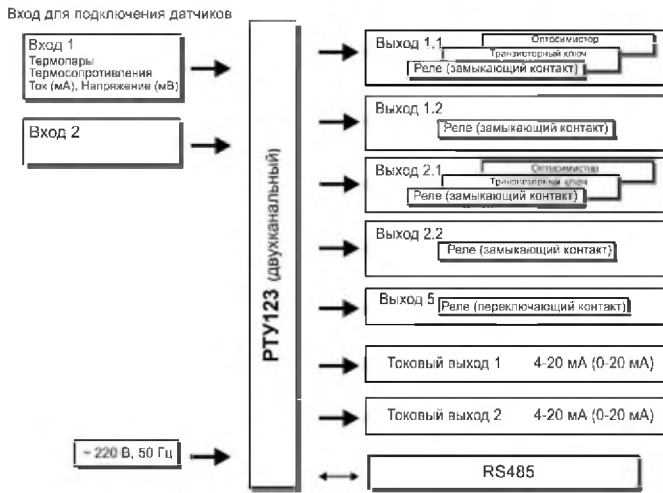 Вход для подключения датчиков
Вход 1
Термопары
Термосопротивления
Ток (мА), Напряжение (мВ)
Вход 2
~ 220 В, 50 Гц
РТУ123 (двухканальный)
Выход 1.1
Оптосимистор
Транзисторный ключ
Реле (замыкающий контакт)
Выход 1.2
Реле (замыкающий контакт)
Выход 2.1
Оптосимистор
Транзисторный ключ
Реле (замыкающий контакт)
Выход 2.2
Реле (замыкающий контакт)
Выход 5
Реле (переключающий контакт)
Токовый выход 1 4-20 мА (0-20 мА)
Токовый выход 2 4-20 мА (0-20 мА)
RS485